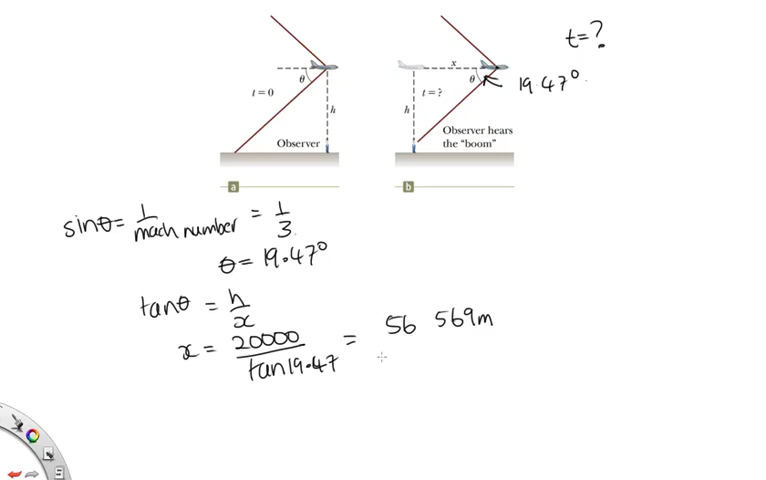 t=?
θ
x
θ
19.47°
t = 0
h
h
t = ?
Observer
Observer hears
the "boom"
a
b
sinθ = 1/mach number = 1/3
θ = 19.47°
tanθ = h/x
x = 20000/tan19.47 = 56 569m